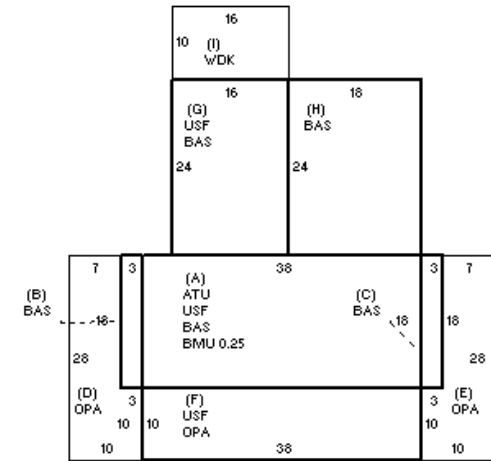 16
10 (I)
WDK
16 18
(G) (H)
USF BAS
BAS
24 24
7 3 38 3 7
(A)
ATU
(B) USF (C)
BAS BAS BAS
18 BMU 0.25 18 18
28 28
(D) 3 (F) 3 (E)
OPA USF OPA
10 10 OPA 10
10 38 10